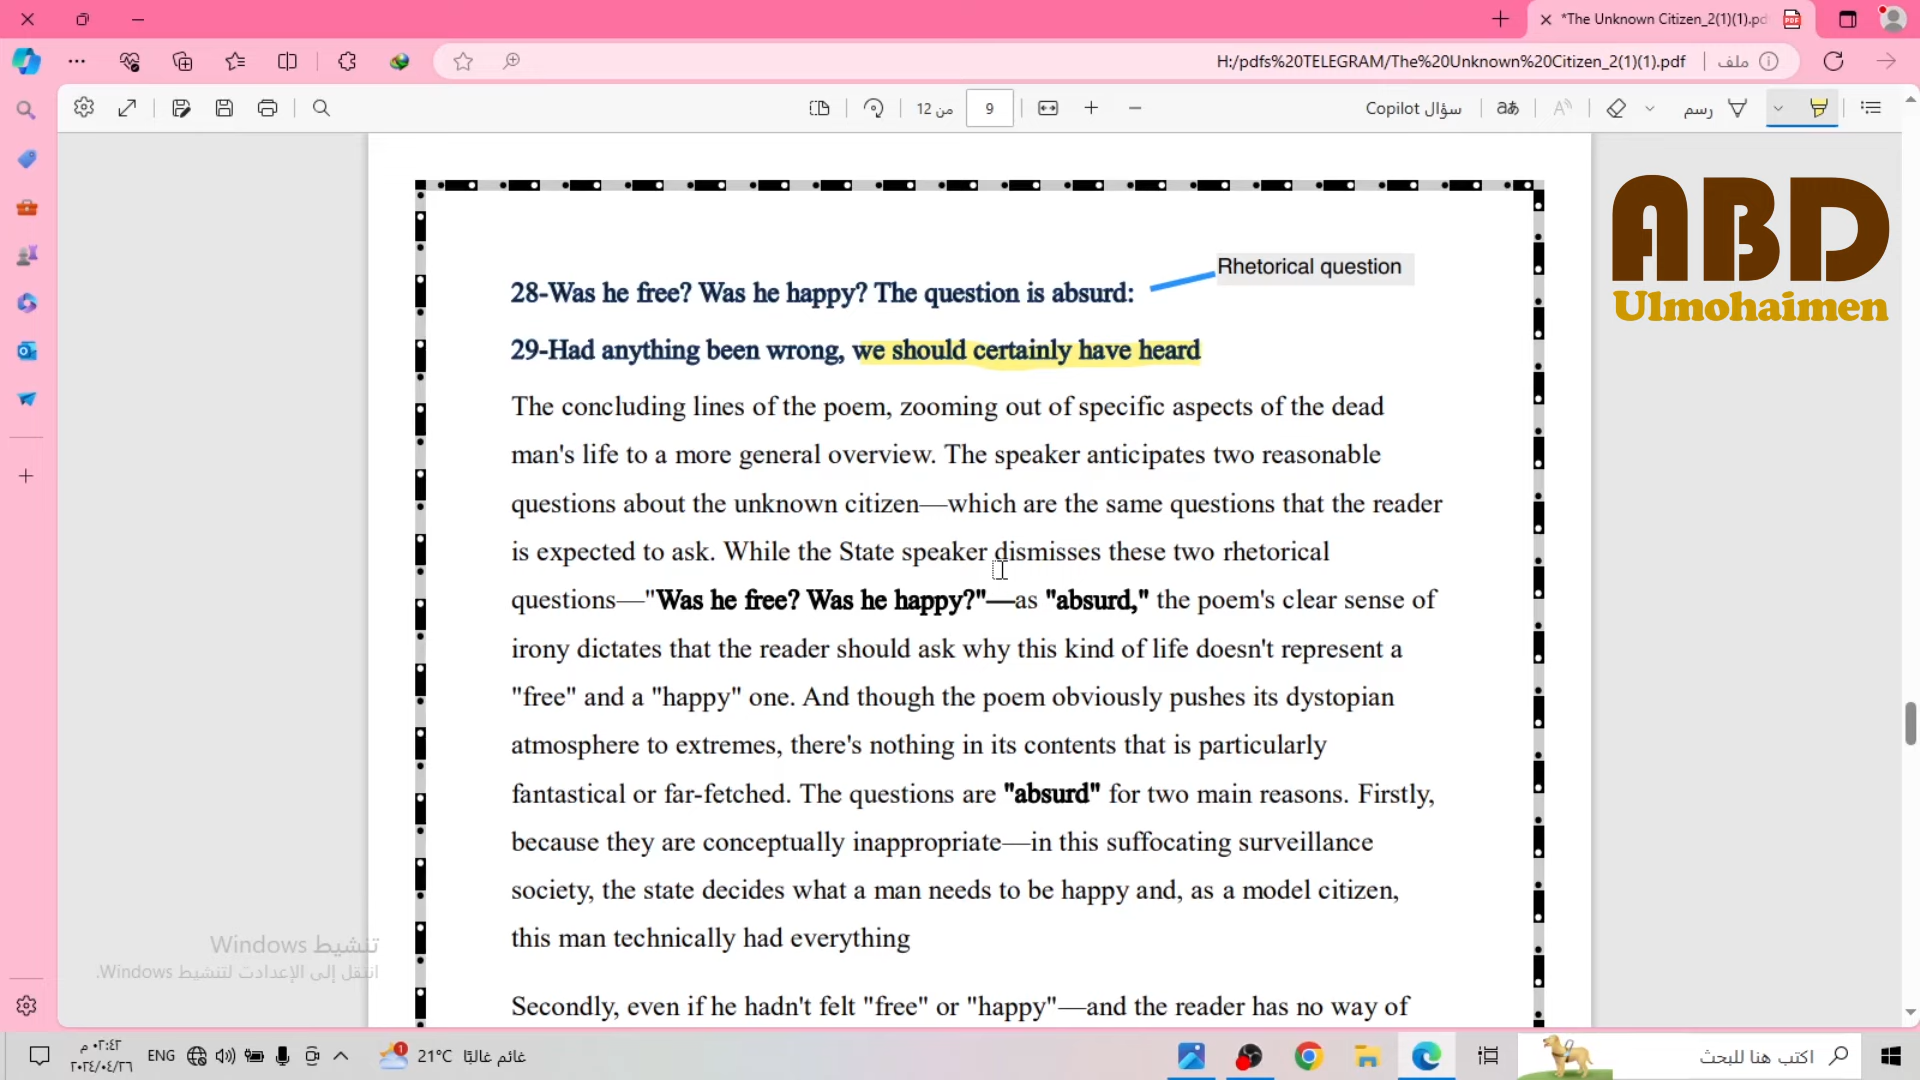 *The Unknown Citizen_2(1)(1).pd
H:/pdfs%20TELEGRAM/The%20Unknown%20Citizen_2(1)(1).pdf
ملف
سؤال Copilot
رسم
9
من 12
ABD
Ulmohaimen
Rhetorical question
28-Was he free? Was he happy? The question is absurd:
29-Had anything been wrong, we should certainly have heard
The concluding lines of the poem, zooming out of specific aspects of the dead
man's life to a more general overview. The speaker anticipates two reasonable
questions about the unknown citizen—which are the same questions that the reader
is expected to ask. While the State speaker dismisses these two rhetorical
questions—"Was he free? Was he happy?"—as "absurd," the poem's clear sense of
irony dictates that the reader should ask why this kind of life doesn't represent a
"free" and a "happy" one. And though the poem obviously pushes its dystopian
atmosphere to extremes, there's nothing in its contents that is particularly
fantastical or far-fetched. The questions are "absurd" for two main reasons. Firstly,
because they are conceptually inappropriate—in this suffocating surveillance
society, the state decides what a man needs to be happy and, as a model citizen,
this man technically had everything
Secondly, even if he hadn't felt "free" or "happy"—and the reader has no way of
تنشيط Windows
انتقل إلى الإعدادت لتنشيط Windows.
٠٢:٤٢ م
٢٠٢٤/٠٤/٢٦
ENG
1
21°C
غائم غالبًا
اكتب هنا للبحث